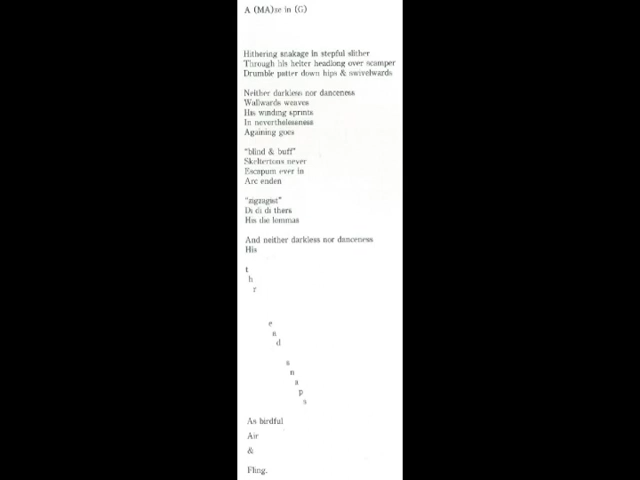 A (MA)se in (G)
Hithering snakage in stepful slither
Through his helter headlong over scamper
Drumble patter down hips & swivelwards
Neither darkless nor danceness
Wallwards weaves
His winding sprints
In neverthelessness
Againing goes
"blind & buff"
Skeltertons never
Escapum ever in
Arc enden
"zigzagist"
Di di di thers
His die lemmas
And neither darkless nor danceness
His
t
h
r
e
a
d
s
n
a
p
s
As birdful
Air
&
Fling.